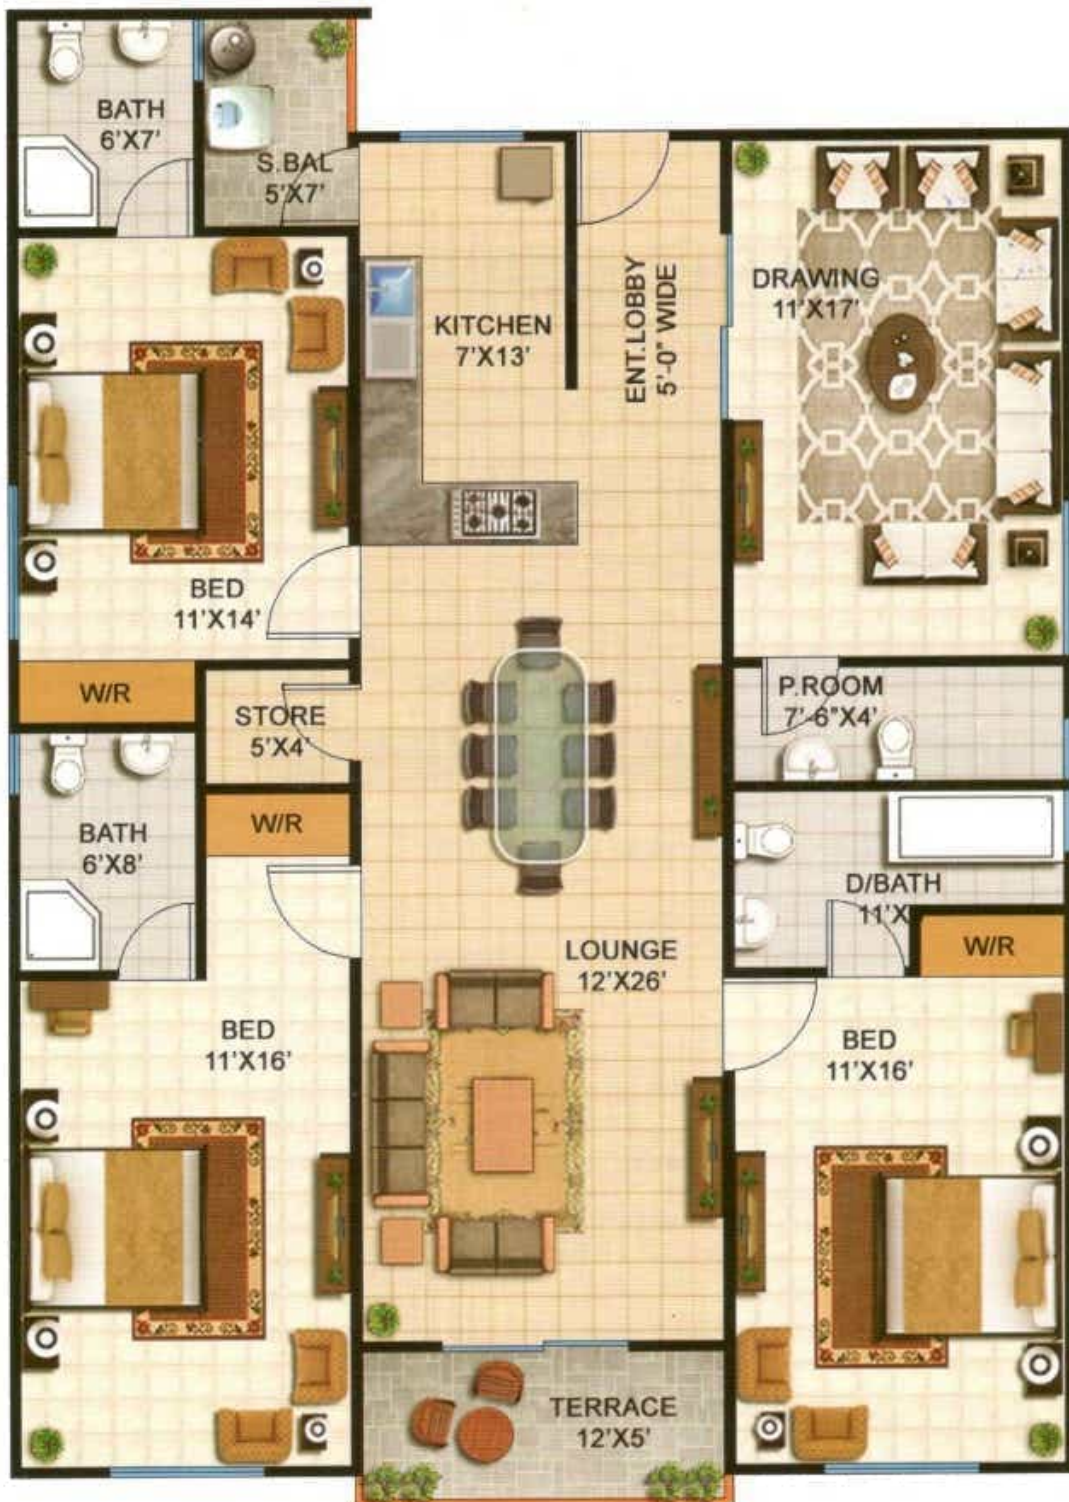 BATH
6'X7'
S.BAL
5'X7'
KITCHEN
7'X13'
ENT.LOBBY
5'-0" WIDE
DRAWING
11'X17'
BED
11'X14'
W/R
STORE
5'X4'
P.ROOM
7'-6"X4'
W/R
BATH
6'X8'
D/BATH
11'X
W/R
LOUNGE
12'X26'
BED
11'X16'
BED
11'X16'
TERRACE
12'X5'